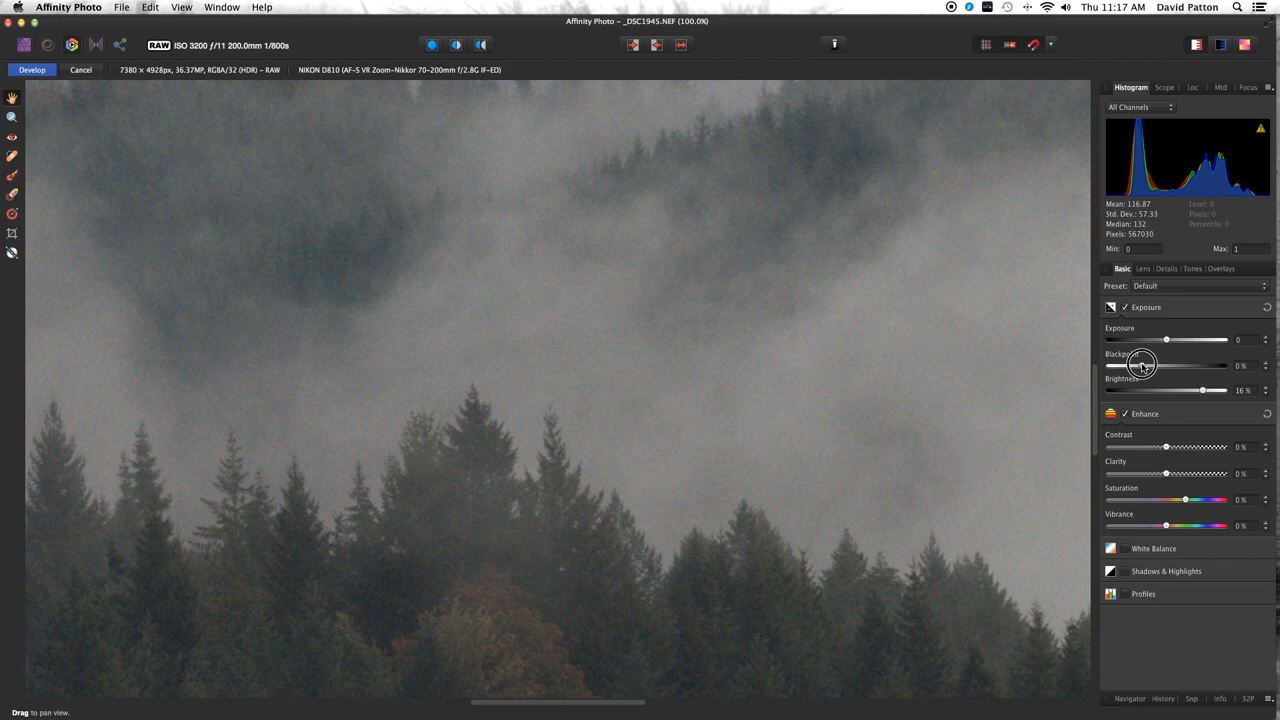 Affinity Photo File Edit View Window Help Thu 11:17 AM David Patton
Affinity Photo - _DSC1945.NEF (100.0%)
RAW ISO 3200 ƒ/11 200.0mm 1/800s
Develop Cancel 7380 × 4928px, 36.37MP, RGBA/32 (HDR) - RAW NIKON D810 (AF-S VR Zoom-Nikkor 70-200mm f/2.8G IF-ED)
Histogram Scope Loc Mtd Focus
All Channels
Mean: 116.87 Level: 0
Std. Dev.: 57.33 Pixels: 0
Median: 132 Percentile: 0
Pixels: 567030
Min: 0 Max: 1
Basic Lens Details Tones Overlays
Preset: Default
Exposure
Exposure
0
Blackpoint
0 %
Brightness
16 %
Enhance
Contrast
0 %
Clarity
0 %
Saturation
0 %
Vibrance
0 %
White Balance
Shadows & Highlights
Profiles
Navigator History Snp Info 32P
Drag to pan view.